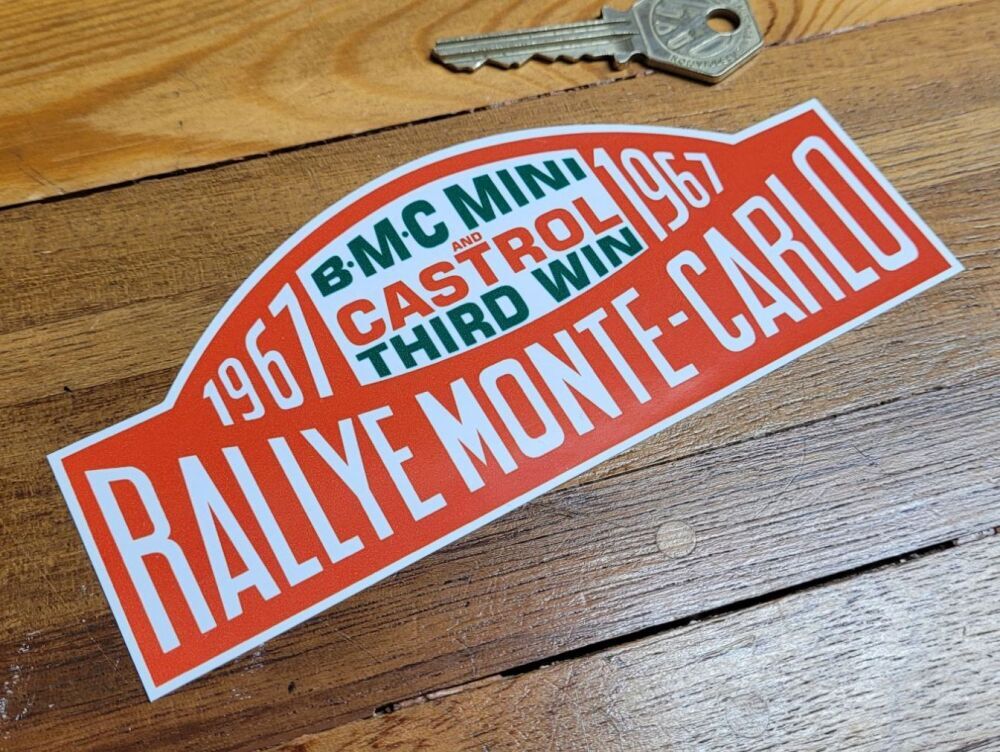 B·M·C MINI
AND
CASTROL
THIRD WIN
1967 1967
RALLYE MONTE-CARLO